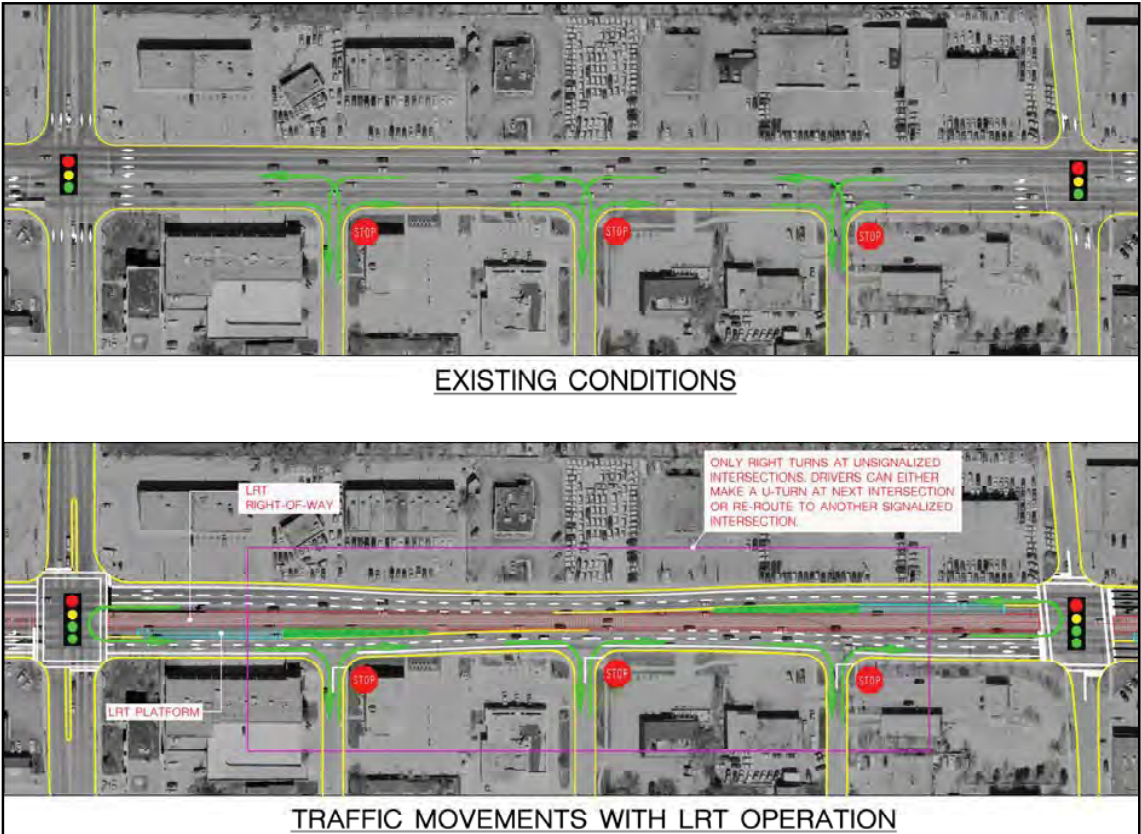 STOP
STOP
STOP
EXISTING CONDITIONS
LRT
RIGHT-OF-WAY
ONLY RIGHT TURNS AT UNSIGNALIZED
INTERSECTIONS. DRIVERS CAN EITHER
MAKE A U-TURN AT NEXT INTERSECTION
OR RE-ROUTE TO ANOTHER SIGNALIZED
INTERSECTION.
STOP
STOP
STOP
LRT PLATFORM
TRAFFIC MOVEMENTS WITH LRT OPERATION